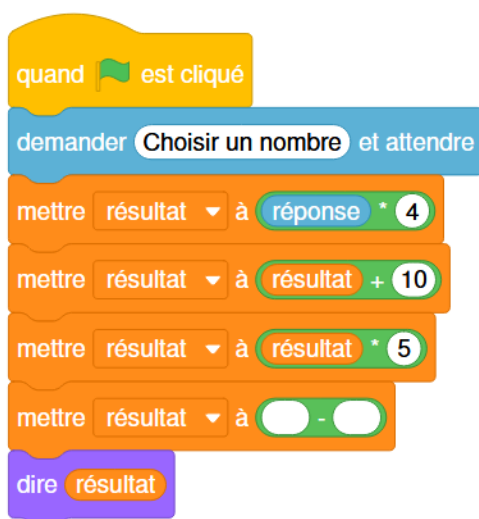 quand est cliqué
demander Choisir un nombre et attendre
mettre résultat à réponse * 4
mettre résultat à résultat + 10
mettre résultat à résultat * 5
mettre résultat à -
dire résultat